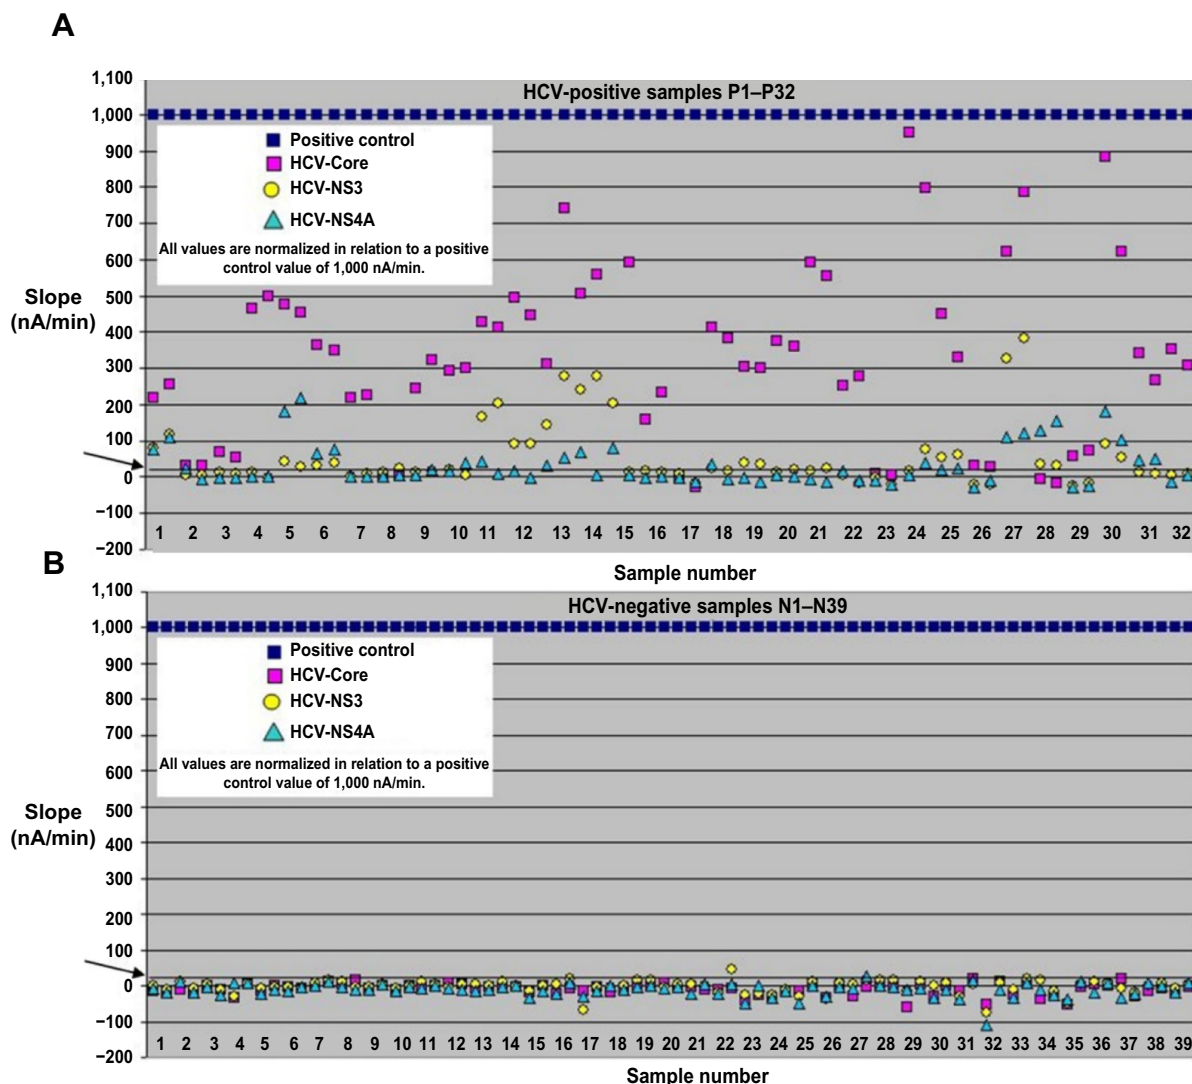 A
HCV-positive samples P1–P32
1,100
1,000
900
800
700
600
500
400
300
200
100
0
−100
−200
Positive control
HCV-Core
HCV-NS3
HCV-NS4A
All values are normalized in relation to a positive
control value of 1,000 nA/min.
Slope
(nA/min)
1 2 3 4 5 6 7 8 9 10 11 12 13 14 15 16 17 18 19 20 21 22 23 24 25 26 27 28 29 30 31 32
Sample number
B
HCV-negative samples N1–N39
1,100
1,000
900
800
700
600
500
400
300
200
100
0
−100
−200
Positive control
HCV-Core
HCV-NS3
HCV-NS4A
All values are normalized in relation to a positive
control value of 1,000 nA/min.
Slope
(nA/min)
1 2 3 4 5 6 7 8 9 10 11 12 13 14 15 16 17 18 19 20 21 22 23 24 25 26 27 28 29 30 31 32 34 35 36 37 38 39
Sample number